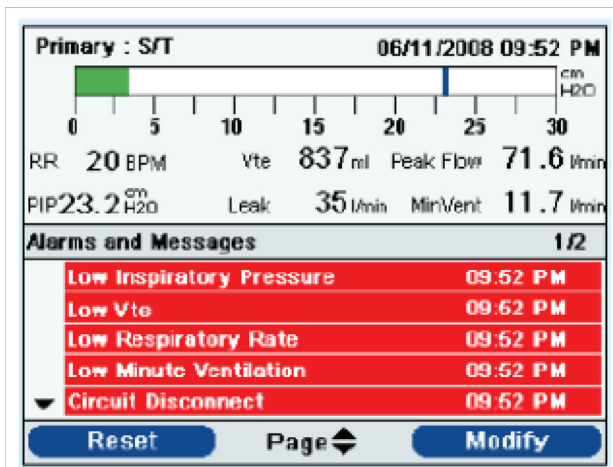 Primary : S/T 06/11/2008 09:52 PM
cm
H2O
0 5 10 15 20 25 30
RR 20 BPM Vte 837 ml Peak Flow 71.6 l/min
PIP 23.2 cm H2O Leak 35 l/min MinVent 11.7 l/min
Alarms and Messages 1/2
Low Inspiratory Pressure 09:52 PM
Low Vte 09:52 PM
Low Respiratory Rate 09:52 PM
Low Minute Ventilation 09:52 PM
Circuit Disconnect 09:52 PM
Reset Page Modify